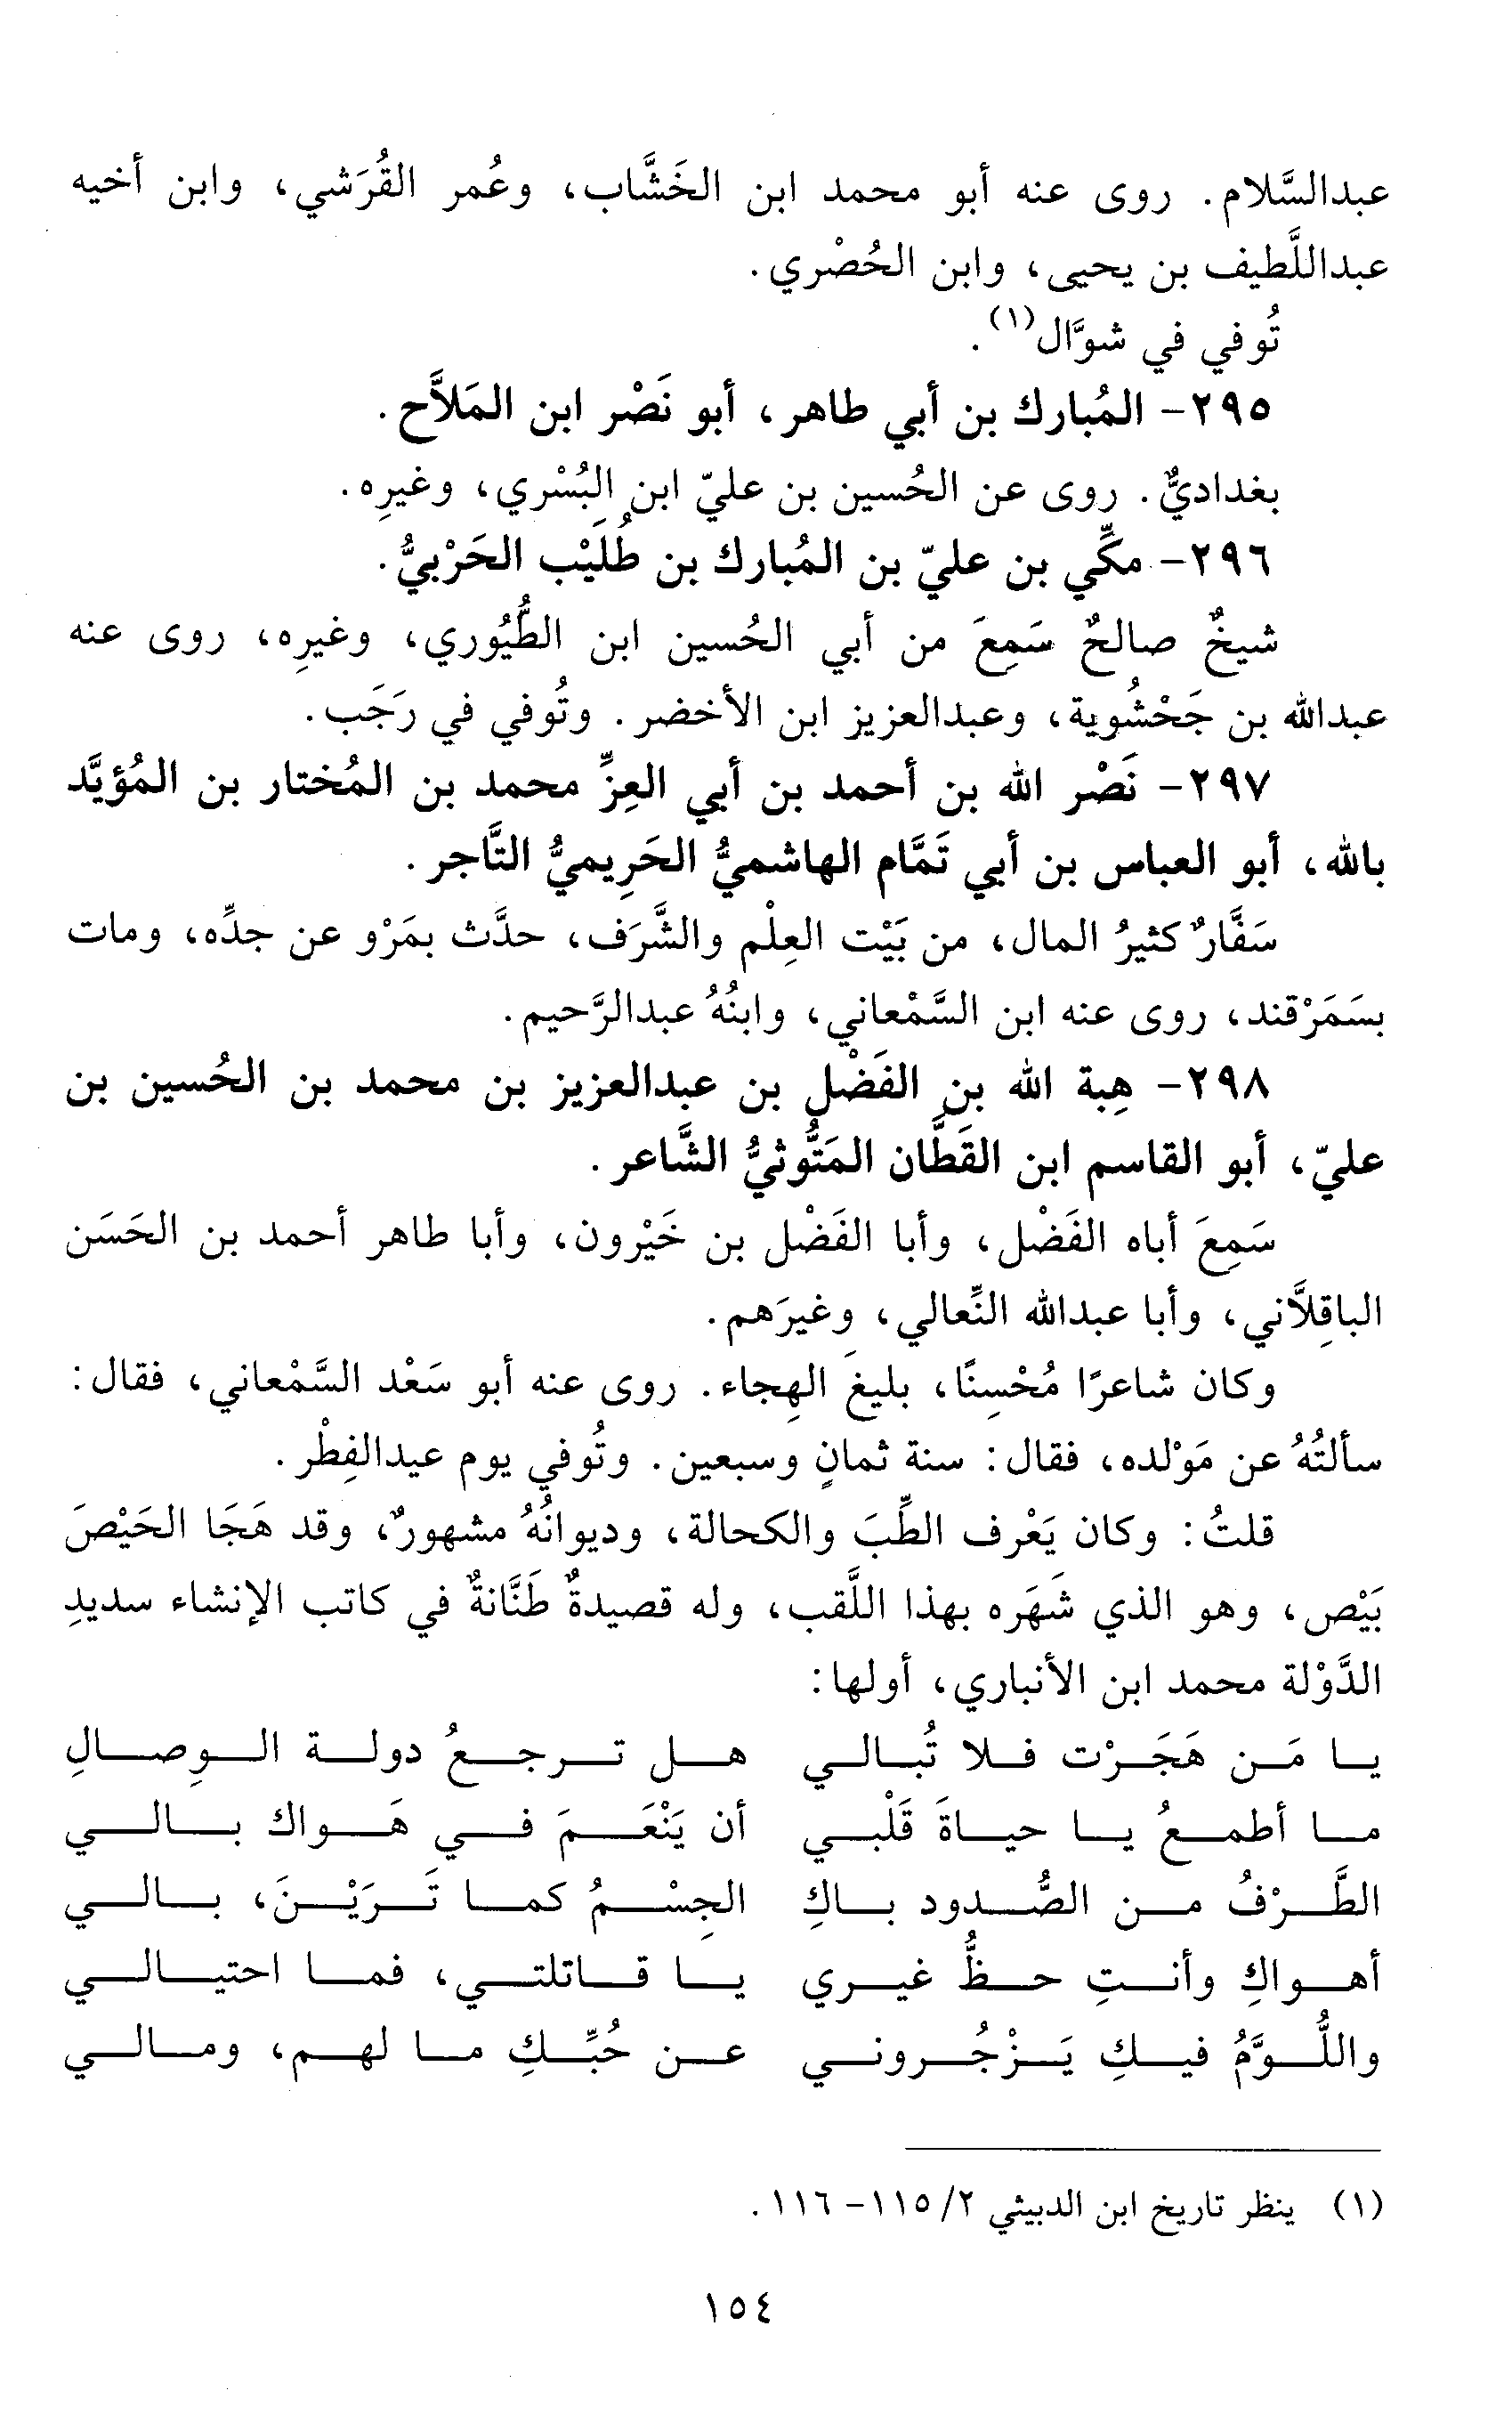 عبدالسَّلام. روى عنه أبو محمد ابن الخَشَّاب، وعُمر القُرَشي، وابن أخيه
عبداللَّطيف بن يحيى، وابن الحُصْري.
تُوفي في شوَّال(١).
٢٩٥- المُبارك بن أبي طاهر، أبو نَصْر ابن المَلاَّح.
بغداديٌّ. روى عن الحُسين بن عليّ ابن البُسْري، وغيرِه.
٢٩٦- مكِّي بن عليّ بن المُبارك بن طُلَيْب الحَرْبيُّ.
شيخٌ صالحٌ سَمِعَ من أبي الحُسين ابن الطُّيُوري، وغيرِه، روى عنه
عبدالله بن جَحْشُوية، وعبدالعزيز ابن الأخضر. وتُوفي في رَجَب.
٢٩٧- نَصْر الله بن أحمد بن أبي العِزِّ محمد بن المُختار بن المُؤيَّد
بالله، أبو العباس بن أبي تَمَّام الهاشميُّ الحَرِيميُّ التَّاجر.
سَفَّارٌ كثيرُ المال، من بَيْت العِلْم والشَّرَف، حدَّث بمَرْو عن جدِّه، ومات
بسَمَرْقند، روى عنه ابن السَّمْعاني، وابنُهُ عبدالرَّحيم.
٢٩٨- هِبة الله بن الفَضْل بن عبدالعزيز بن محمد بن الحُسين بن
عليّ، أبو القاسم ابن القَطَّان المَتُّوثيُّ الشَّاعر.
سَمِعَ أباه الفَضْل، وأبا الفَضْل بن خَيْرون، وأبا طاهر أحمد بن الحَسَن
الباقِلاَّني، وأبا عبدالله النِّعالي، وغيرَهم.
وكان شاعرًا مُحْسِنًا، بليغَ الهِجاء. روى عنه أبو سَعْد السَّمْعاني، فقال:
سألتُهُ عن مَوْلده، فقال: سنة ثمانٍ وسبعين. وتُوفي يوم عيدالفِطْر.
قلتُ: وكان يَعْرف الطِّبَ والكحالة، وديوانُهُ مشهورٌ، وقد هَجَا الحَيْصَ
بَيْص، وهو الذي شَهَره بهذا اللَّقب، وله قصيدةٌ طَنَّانةٌ في كاتب الإنشاء سديدِ
الدَّوْلة محمد ابن الأنباري، أولها:
يا مَن هَجَرْت فلا تُبالي هل ترجعُ دولة الوِصالِ
ما أطمعُ يا حياةَ قَلْبي أن يَنْعَمَ في هَواك بالي
الطَّرْفُ من الصُّدود باكِ الجِسْمُ كما تَرَيْنَ، بالي
أهواكِ وأنتِ حظُّ غيري يا قاتلتي، فما احتيالي
واللُّوَّمُ فيكِ يَزْجُروني عن حُبِّكِ ما لهم، ومالي
(١) ينظر تاريخ ابن الدبيثي ٢/ ١١٥- ١١٦.
١٥٤